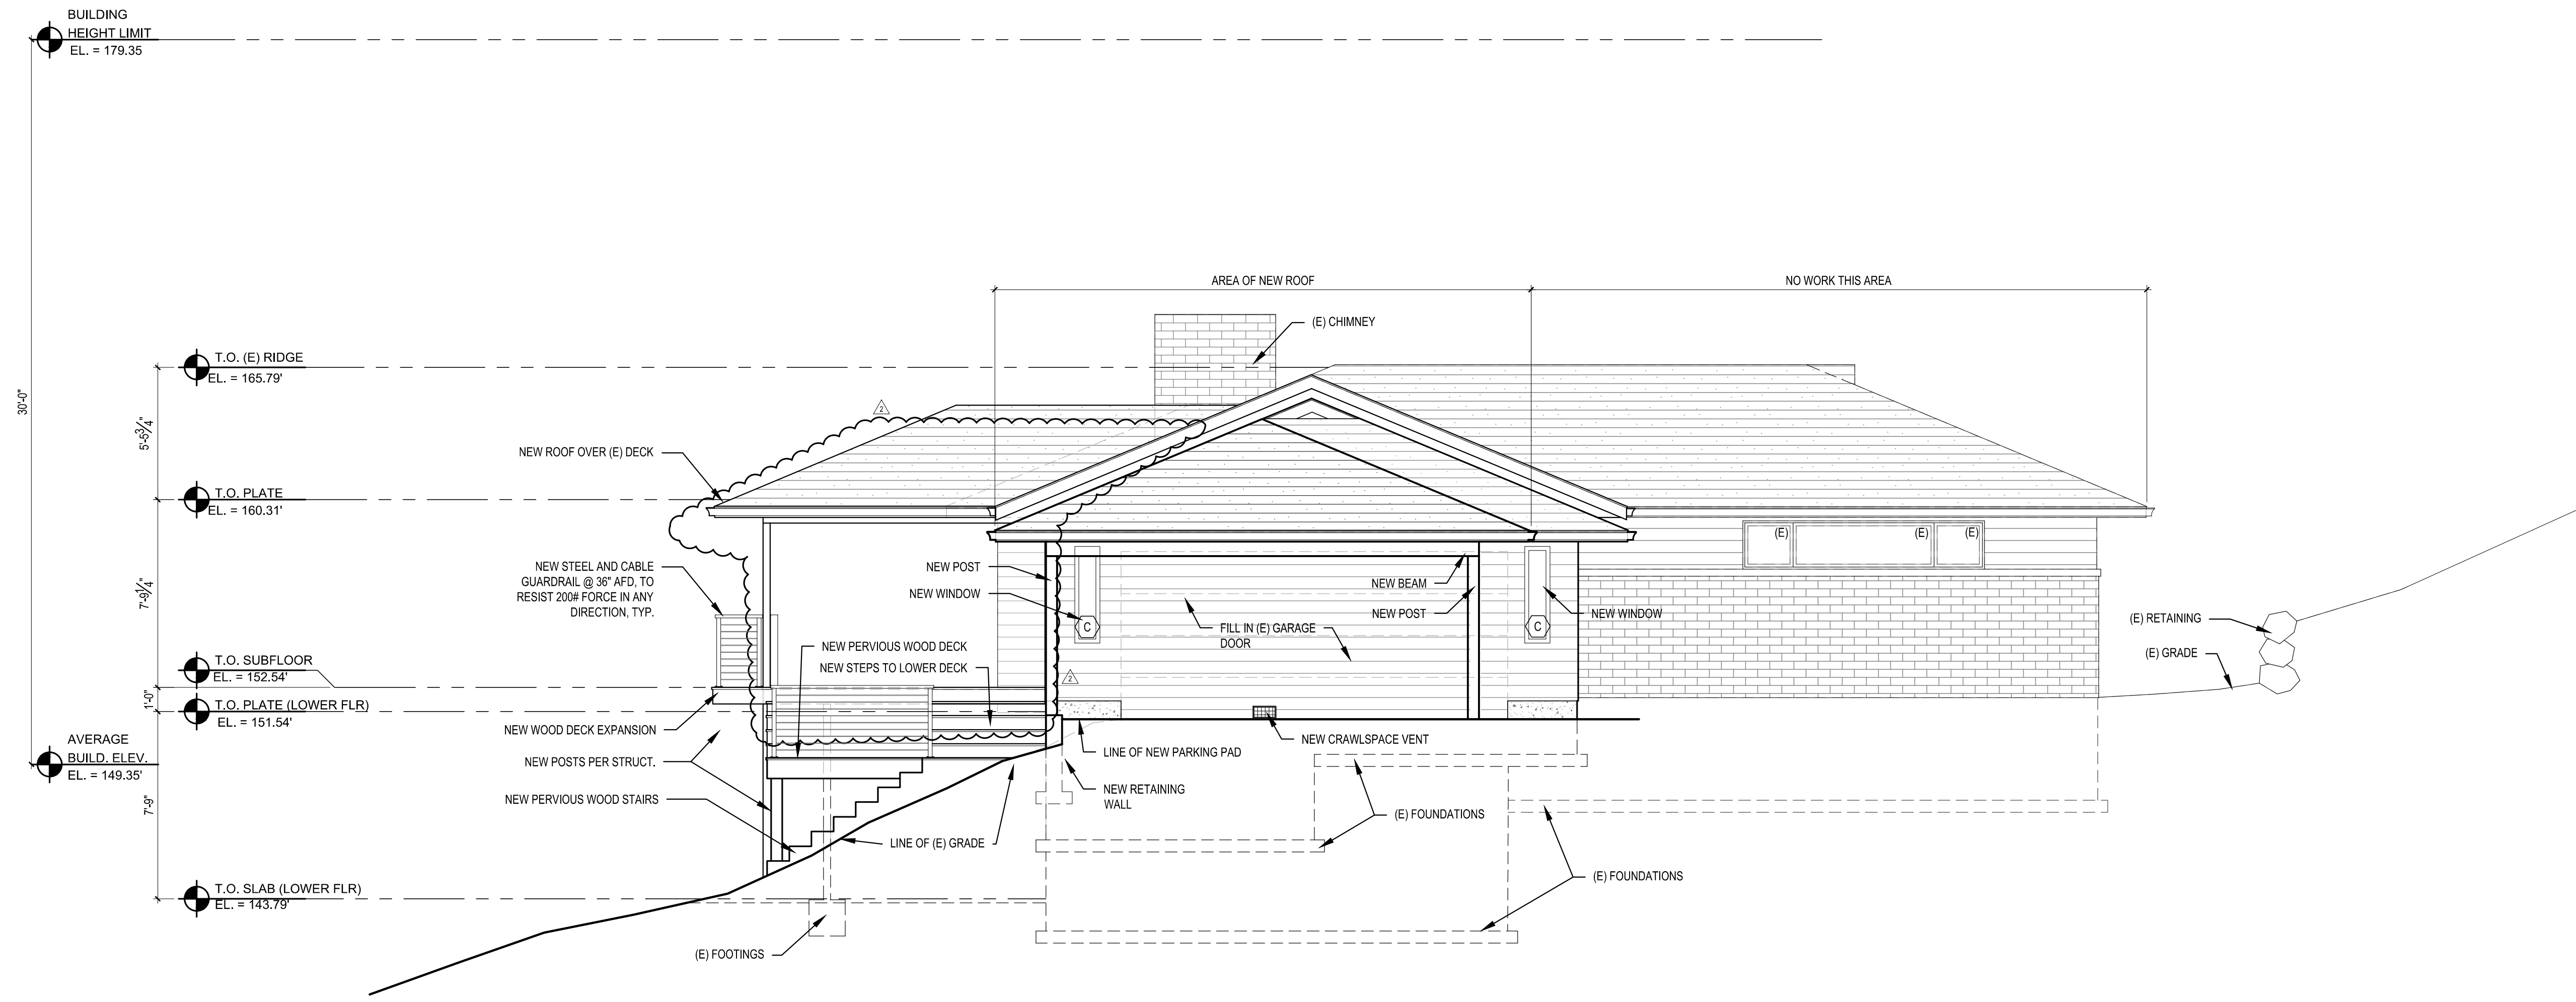 BUILDING
HEIGHT LIMIT
EL. = 179.35
30'-0"
AREA OF NEW ROOF
NO WORK THIS AREA
(E) CHIMNEY
T.O. (E) RIDGE
EL. = 165.79'
5'-5 3/4"
2
NEW ROOF OVER (E) DECK
T.O. PLATE
EL. = 160.31'
7'-9 1/4"
NEW STEEL AND CABLE
GUARDRAIL @ 36" AFD, TO
RESIST 200# FORCE IN ANY
DIRECTION, TYP.
NEW POST
NEW WINDOW
C
NEW BEAM
NEW POST
NEW WINDOW
C
(E)
(E)
(E)
FILL IN (E) GARAGE
DOOR
(E) RETAINING
(E) GRADE
NEW PERVIOUS WOOD DECK
NEW STEPS TO LOWER DECK
2
T.O. SUBFLOOR
EL. = 152.54'
1'-0"
T.O. PLATE (LOWER FLR)
EL. = 151.54'
NEW WOOD DECK EXPANSION
AVERAGE
BUILD. ELEV.
EL. = 149.35'
NEW POSTS PER STRUCT.
LINE OF NEW PARKING PAD
NEW CRAWLSPACE VENT
NEW RETAINING
WALL
NEW PERVIOUS WOOD STAIRS
7'-9"
(E) FOUNDATIONS
LINE OF (E) GRADE
(E) FOUNDATIONS
T.O. SLAB (LOWER FLR)
EL. = 143.79'
(E) FOOTINGS